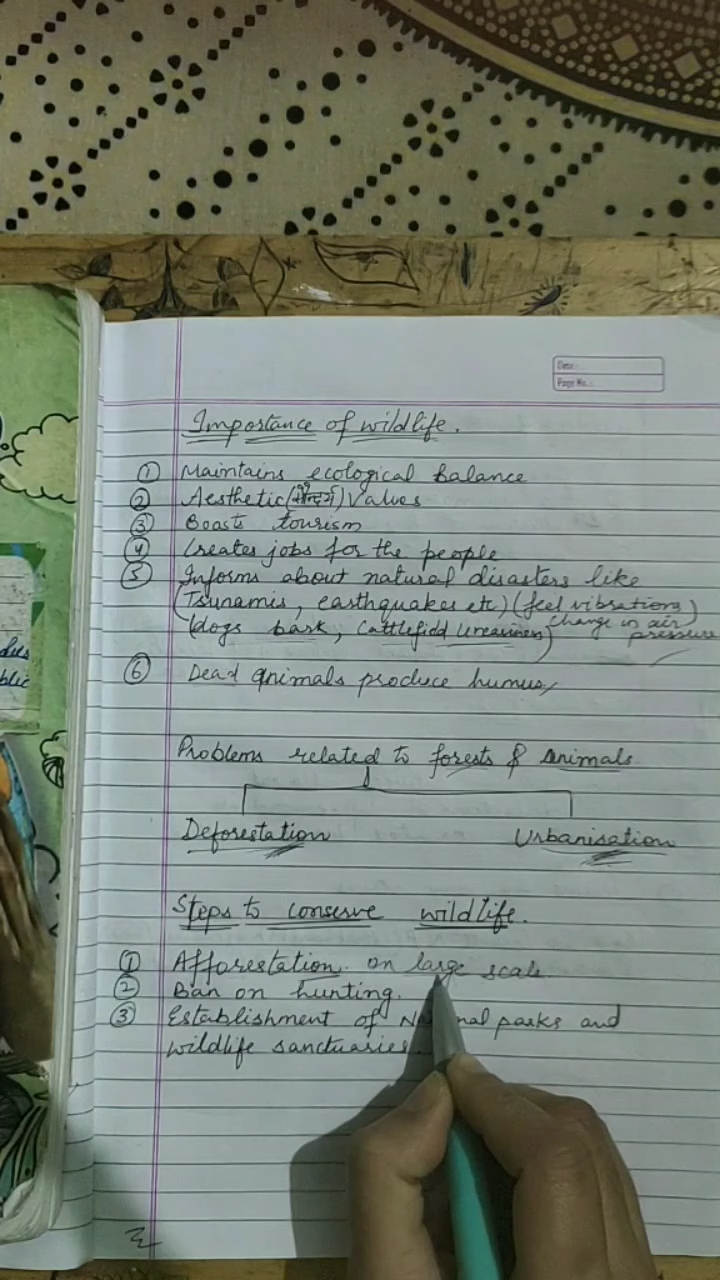 Date :
Page No. :
Importance of wildlife.
① Maintains ecological balance
② Aesthetic (सौन्दर्य) Values
③ Boosts tourism
④ Creates jobs for the people
⑤ Informs about natural disasters like
(Tsunamis, earthquakes etc) (feel vibrations)
(dogs bark, change in air
pressure
⑥ Dead animals produce humus
Problems related to forests & animals
Deforestation Urbanisation
Steps to conserve wildlife.
① Afforestation on large scale
② Ban on hunting.
③ Establishment of parks and
wildlife sanctuaries.